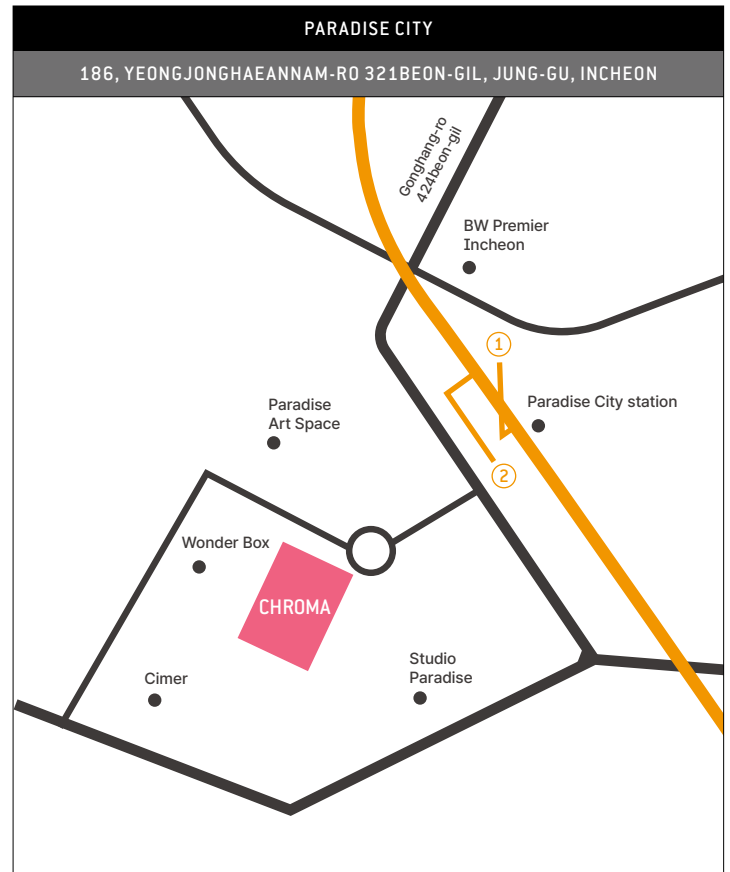 PARADISE CITY
186, YEONGJONGHAEANNAM-RO 321BEON-GIL, JUNG-GU, INCHEON
Gonghang-ro
424beon-gil
BW Premier
Incheon
1
Paradise City station
Paradise
Art Space
2
Wonder Box
CHROMA
Studio
Paradise
Cimer